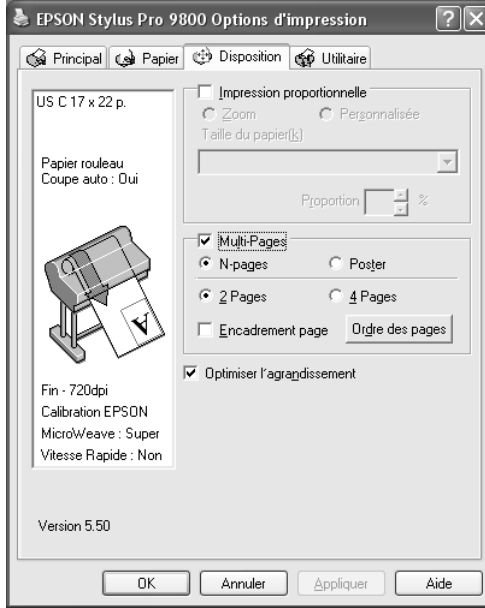 EPSON Stylus Pro 9800 Options d'impression
Principal Papier Disposition Utilitaire
US C 17 x 22 p.
Papier rouleau
Coupe auto : Oui
A
Fin - 720dpi
Calibration EPSON
MicroWeave : Super
Vitesse Rapide : Non
Version 5.50
Impression proportionnelle
Zoom Personnalisée
Taille du papier(k)
Proportion %
Multi-Pages
N-pages Poster
2 Pages 4 Pages
Encadrement page Ordre des pages
Optimiser l'agrandissement
OK Annuler Appliquer Aide